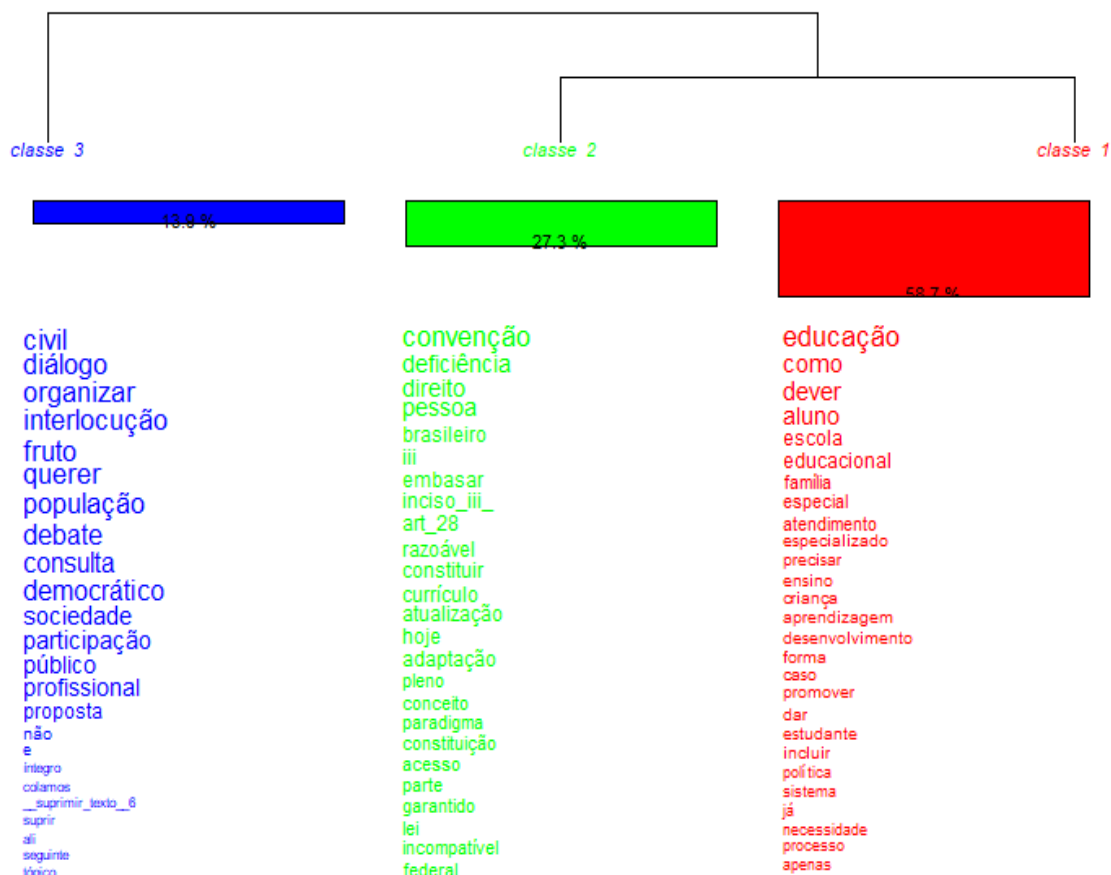 classe 3
classe 2
classe 1
13.9 %
27.3 %
58.7 %
civil
diálogo
organizar
interlocução
fruto
querer
população
debate
consulta
democrático
sociedade
participação
público
profissional
proposta
não
e
íntegro
colamos
__suprimir_texto__6
suprir
ali
seguinte
tópico
convenção
deficiência
direito
pessoa
brasileiro
iii
embasar
inciso_iii_
art_28
razoável
constituir
currículo
atualização
hoje
adaptação
pleno
conceito
paradigma
constituição
acesso
parte
garantido
lei
incompatível
federal
educação
como
dever
aluno
escola
educacional
família
especial
atendimento
especializado
precisar
ensino
criança
aprendizagem
desenvolvimento
forma
caso
promover
dar
estudante
incluir
política
sistema
já
necessidade
processo
apenas